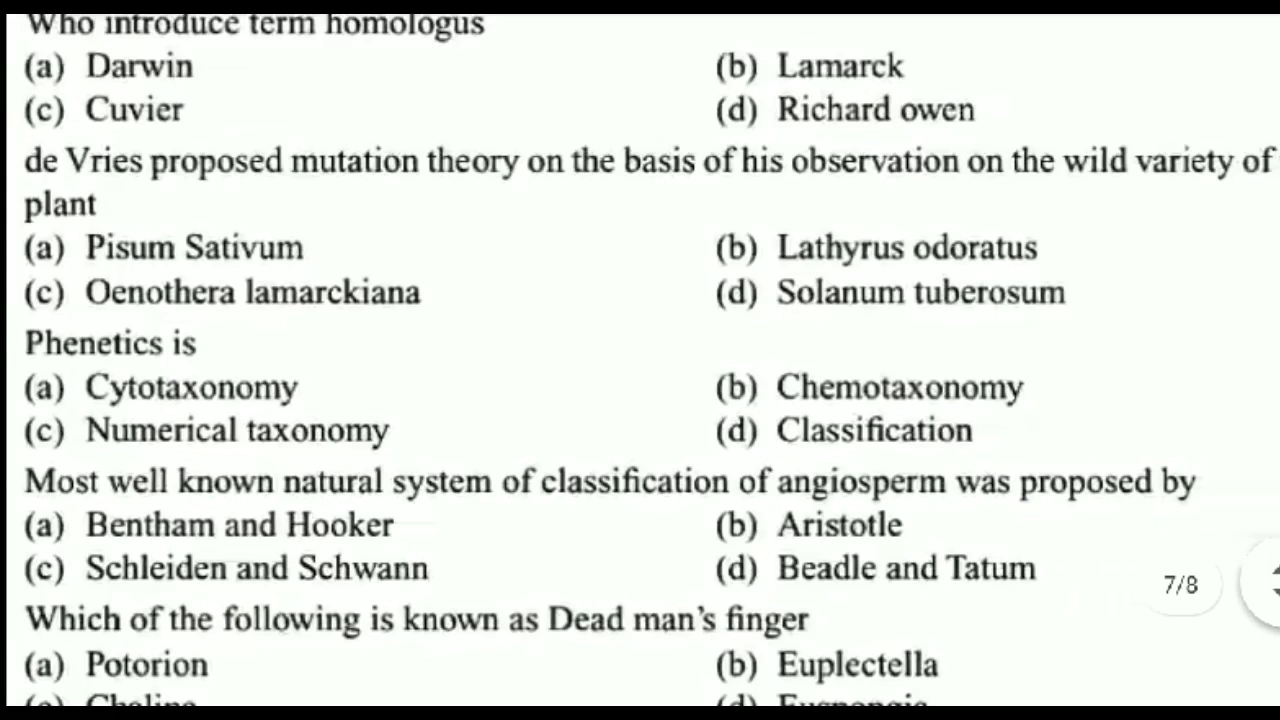 Who introduce term homologus
(a) Darwin (b) Lamarck
(c) Cuvier (d) Richard owen
de Vries proposed mutation theory on the basis of his observation on the wild variety of
plant
(a) Pisum Sativum (b) Lathyrus odoratus
(c) Oenothera lamarckiana (d) Solanum tuberosum
Phenetics is
(a) Cytotaxonomy (b) Chemotaxonomy
(c) Numerical taxonomy (d) Classification
Most well known natural system of classification of angiosperm was proposed by
(a) Bentham and Hooker (b) Aristotle
(c) Schleiden and Schwann (d) Beadle and Tatum
7/8
Which of the following is known as Dead man's finger
(a) Potorion (b) Euplectella
(c) (d)